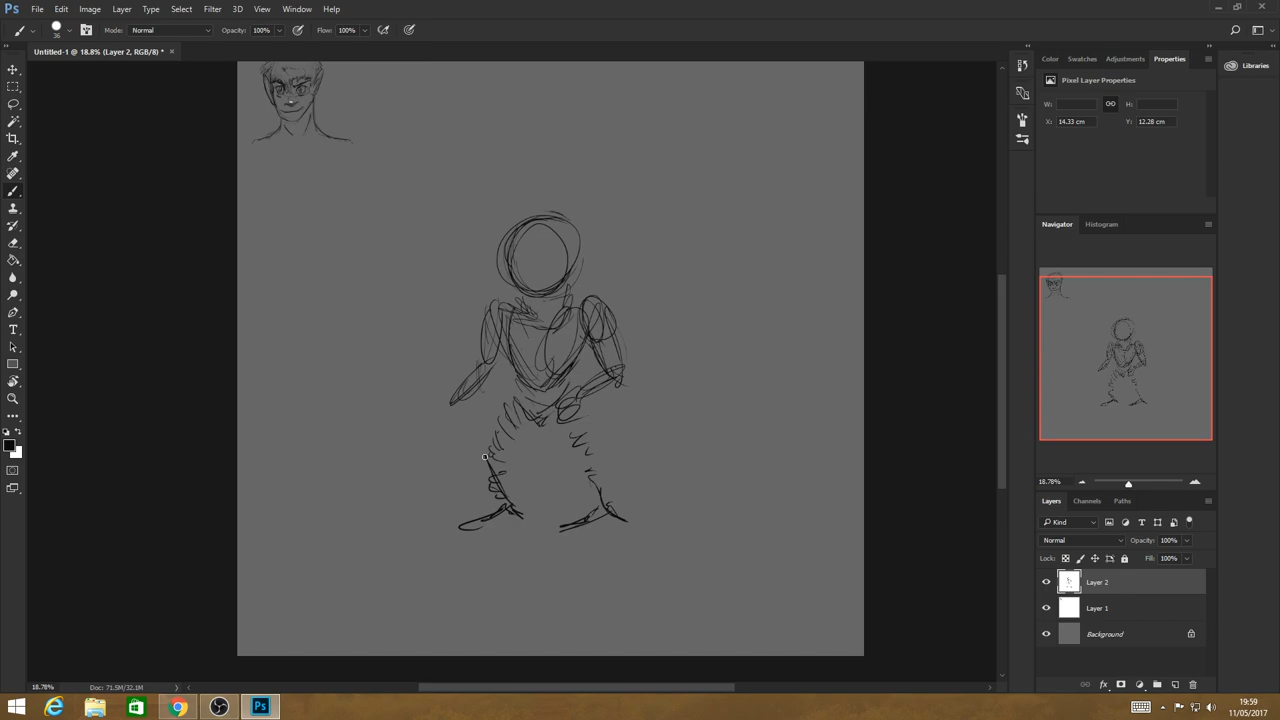 Ps File Edit Image Layer Type Select Filter 3D View Window Help
36 Mode: Normal Opacity: 100% Flow: 100%
Untitled-1 @ 18.8% (Layer 2, RGB/8) * ×
Color Swatches Adjustments Properties
Libraries
Pixel Layer Properties
W: H:
X: 14.33 cm Y: 12.28 cm
Navigator Histogram
18.78%
Layers Channels Paths
Kind
Normal Opacity: 100%
Lock: Fill: 100%
Layer 2
Layer 1
Background
fx
18.78% Doc: 71.5M/32.1M
Ps
19:59
11/05/2017